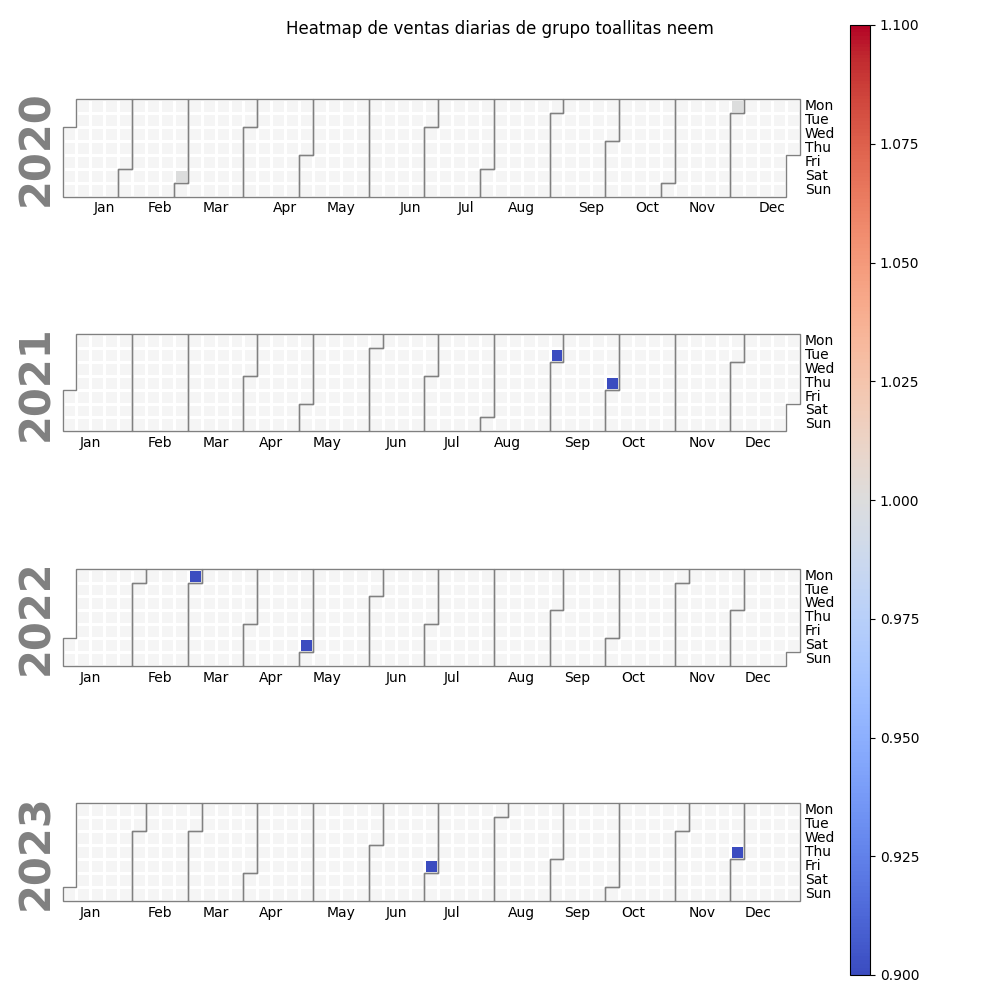 Heatmap de ventas diarias de grupo toallitas neem
2020
Mon
Tue
Wed
Thu
Fri
Sat
Sun
Jan Feb Mar Apr May Jun Jul Aug Sep Oct Nov Dec
2021
Mon
Tue
Wed
Thu
Fri
Sat
Sun
Jan Feb Mar Apr May Jun Jul Aug Sep Oct Nov Dec
2022
Mon
Tue
Wed
Thu
Fri
Sat
Sun
Jan Feb Mar Apr May Jun Jul Aug Sep Oct Nov Dec
2023
Mon
Tue
Wed
Thu
Fri
Sat
Sun
Jan Feb Mar Apr May Jun Jul Aug Sep Oct Nov Dec
1.100
1.075
1.050
1.025
1.000
0.975
0.950
0.925
0.900